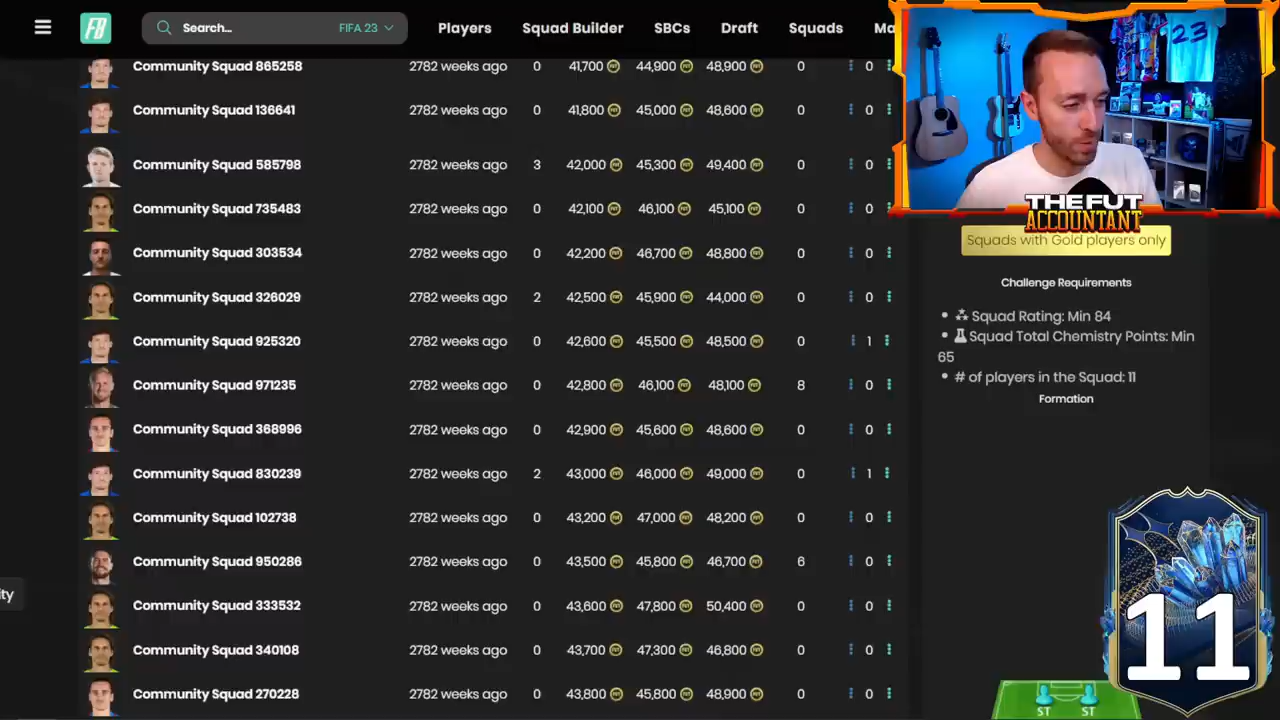 FB Search... FIFA 23 Players Squad Builder SBCs Draft Squads Ma
Community Squad 865258 2782 weeks ago 0 41,700 44,900 48,900 0 0
Community Squad 136641 2782 weeks ago 0 41,800 45,000 48,600 0 0
Community Squad 585798 2782 weeks ago 3 42,000 45,300 49,400 0 0
Community Squad 735483 2782 weeks ago 0 42,100 46,100 45,100 0 0
Community Squad 303534 2782 weeks ago 0 42,200 46,700 48,800 0 0
Community Squad 326029 2782 weeks ago 2 42,500 45,900 44,000 0 0
Community Squad 925320 2782 weeks ago 0 42,600 45,500 48,500 0 1
Community Squad 971235 2782 weeks ago 0 42,800 46,100 48,100 8 0
Community Squad 368996 2782 weeks ago 0 42,900 45,600 48,600 0 0
Community Squad 830239 2782 weeks ago 2 43,000 46,000 49,000 0 1
Community Squad 102738 2782 weeks ago 0 43,200 47,000 48,200 0 0
Community Squad 950286 2782 weeks ago 0 43,500 45,800 46,700 6 0
Community Squad 333532 2782 weeks ago 0 43,600 47,800 50,400 0 0
Community Squad 340108 2782 weeks ago 0 43,700 47,300 46,800 0 0
Community Squad 270228 2782 weeks ago 0 43,800 45,800 48,900 0 0
ity
23
THE FUT
ACCOUNTANT
Squads with Gold players only
Challenge Requirements
Squad Rating: Min 84
Squad Total Chemistry Points: Min
65
# of players in the Squad: 11
Formation
11
ST ST